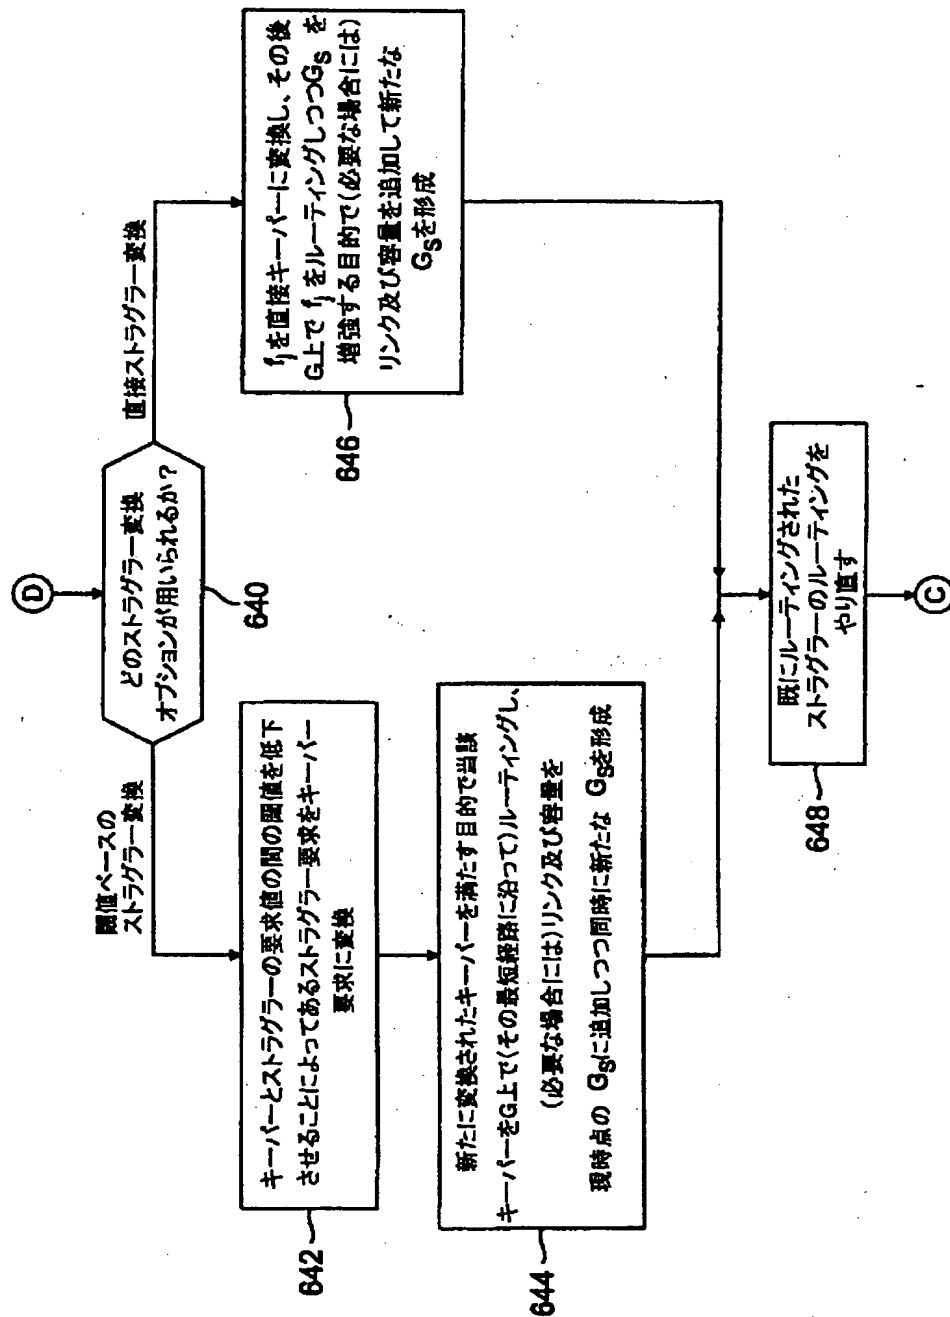 D
どのストラグラー変換
オプションが用いられるか？
640
閾値ベースの
ストラグラー変換
直接ストラグラー変換
キーパーとストラグラーの要求値の間の閾値を低下
させることによってあるストラグラー要求をキーパー
要求に変換
642
新たに変換されたキーパーを満たす目的で当該
キーパーをG上で(その最短経路に沿って)ルーティングし、
(必要な場合には)リンク及び容量を
現時点の GSに追加しつつ同時に新たな GSを形成
644
fjを直接キーパーに変換し、その後
G上で fjをルーティングしつつGS を
増強する目的で(必要な場合には)
リンク及び容量を追加して新たな
GSを形成
646
既にルーティングされた
ストラグラーのルーティングを
やり直す
648
C